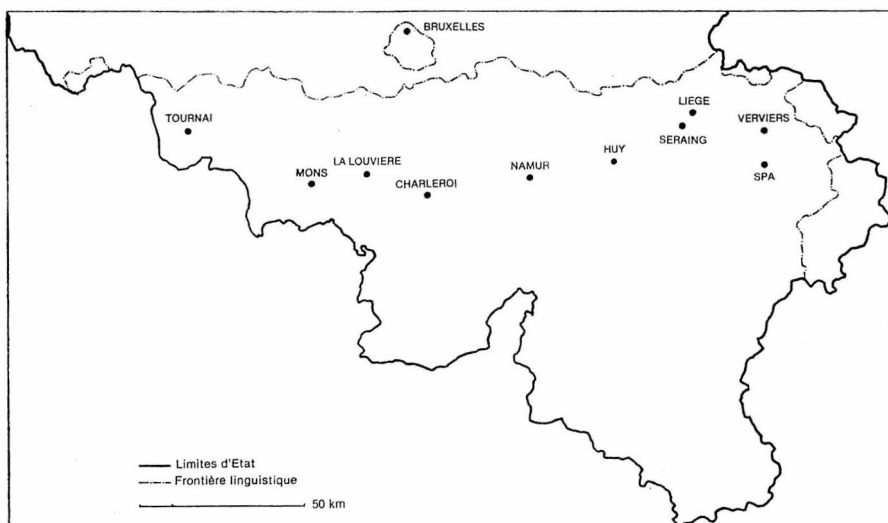 BRUXELLES
TOURNAI
LIEGE
VERVIERS
SERAING
HUY
LA LOUVIERE
NAMUR
MONS
SPA
CHARLEROI
Limites d'Etat
Frontière linguistique
50 km